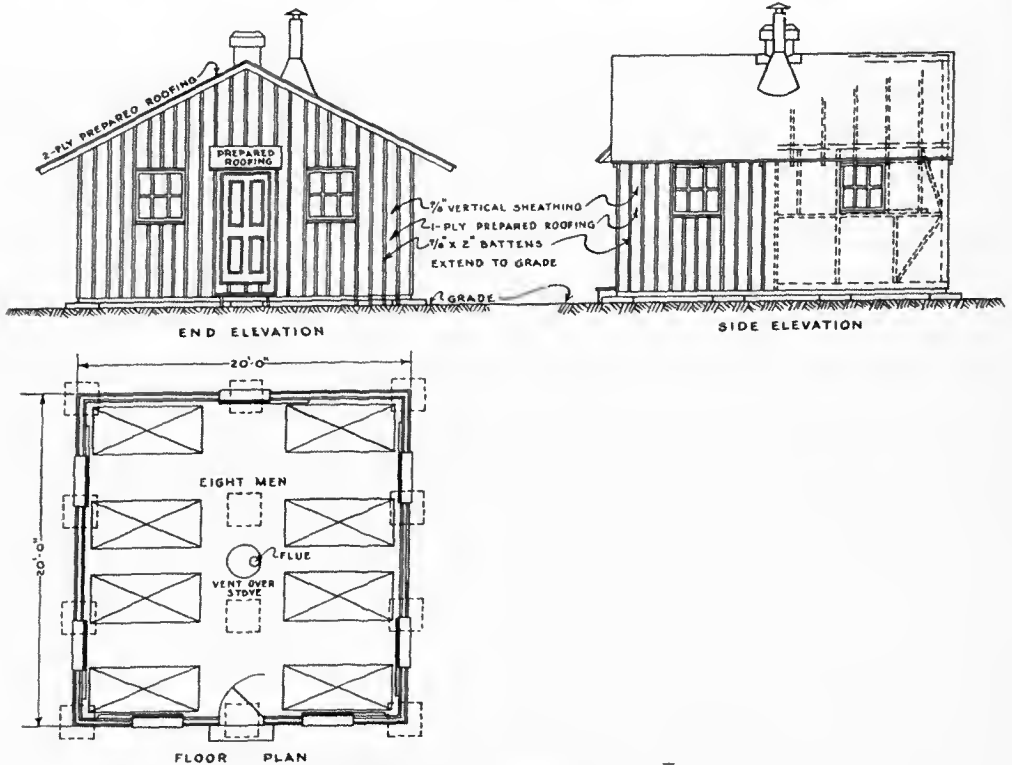 2-PLY PREPARED ROOFING
PREPARED
ROOFING
7/8" VERTICAL SHEATHING
1-PLY PREPARED ROOFING
7/8" X 2" BATTENS
EXTEND TO GRADE
GRADE
END ELEVATION
SIDE ELEVATION
20'-0"
20'-0"
EIGHT MEN
FLUE
VENT OVER
STOVE
FLOOR PLAN